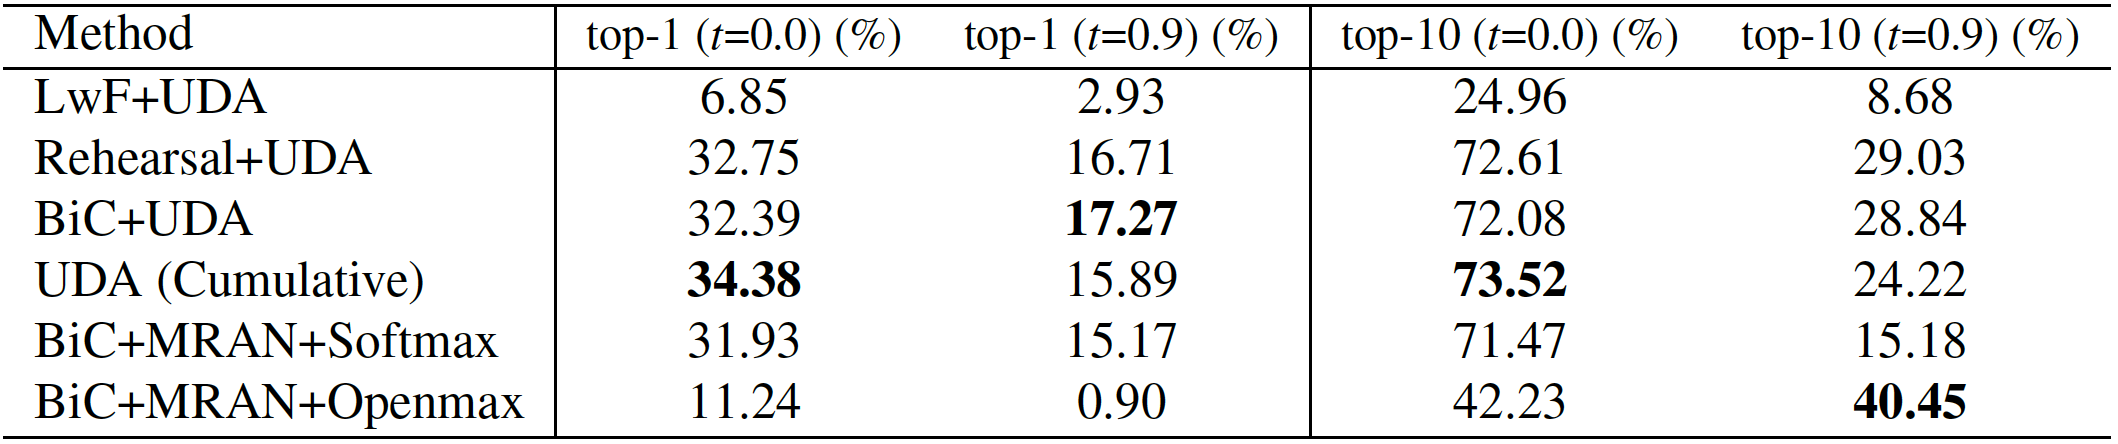 Method top-1 (t=0.0) (%) top-1 (t=0.9) (%) top-10 (t=0.0) (%) top-10 (t=0.9) (%)
LwF+UDA 6.85 2.93 24.96 8.68
Rehearsal+UDA 32.75 16.71 72.61 29.03
BiC+UDA 32.39 17.27 72.08 28.84
UDA (Cumulative) 34.38 15.89 73.52 24.22
BiC+MRAN+Softmax 31.93 15.17 71.47 15.18
BiC+MRAN+Openmax 11.24 0.90 42.23 40.45